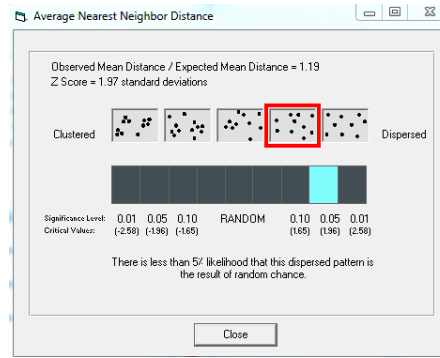 Average Nearest Neighbor Distance
Observed Mean Distance / Expected Mean Distance = 1.19
Z Score = 1.97 standard deviations
Clustered Dispersed
Significance Level: 0.01 0.05 0.10 RANDOM 0.10 0.05 0.01
Critical Values: (-2.58) (-1.96) (-1.65) (1.65) (1.96) (2.58)
There is less than 5% likelihood that this dispersed pattern is
the result of random chance.
Close